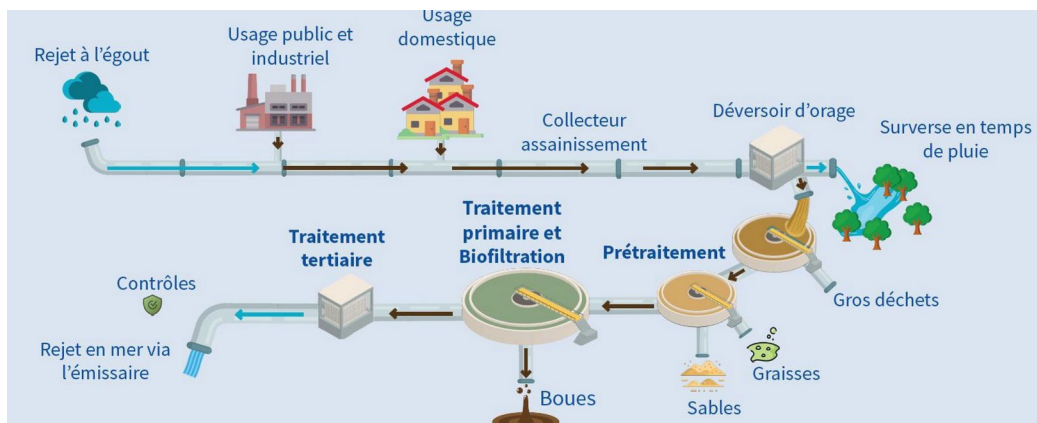 Usage
domestique
Usage public et
industriel
Rejet à l'égout
Déversoir d'orage
Collecteur
assainissement
Surverse en temps
de pluie
Traitement
primaire et
Biofiltration
Traitement
tertiaire
Prétraitement
Contrôles
Gros déchets
Rejet en mer via
l'émissaire
Graisses
Boues
Sables